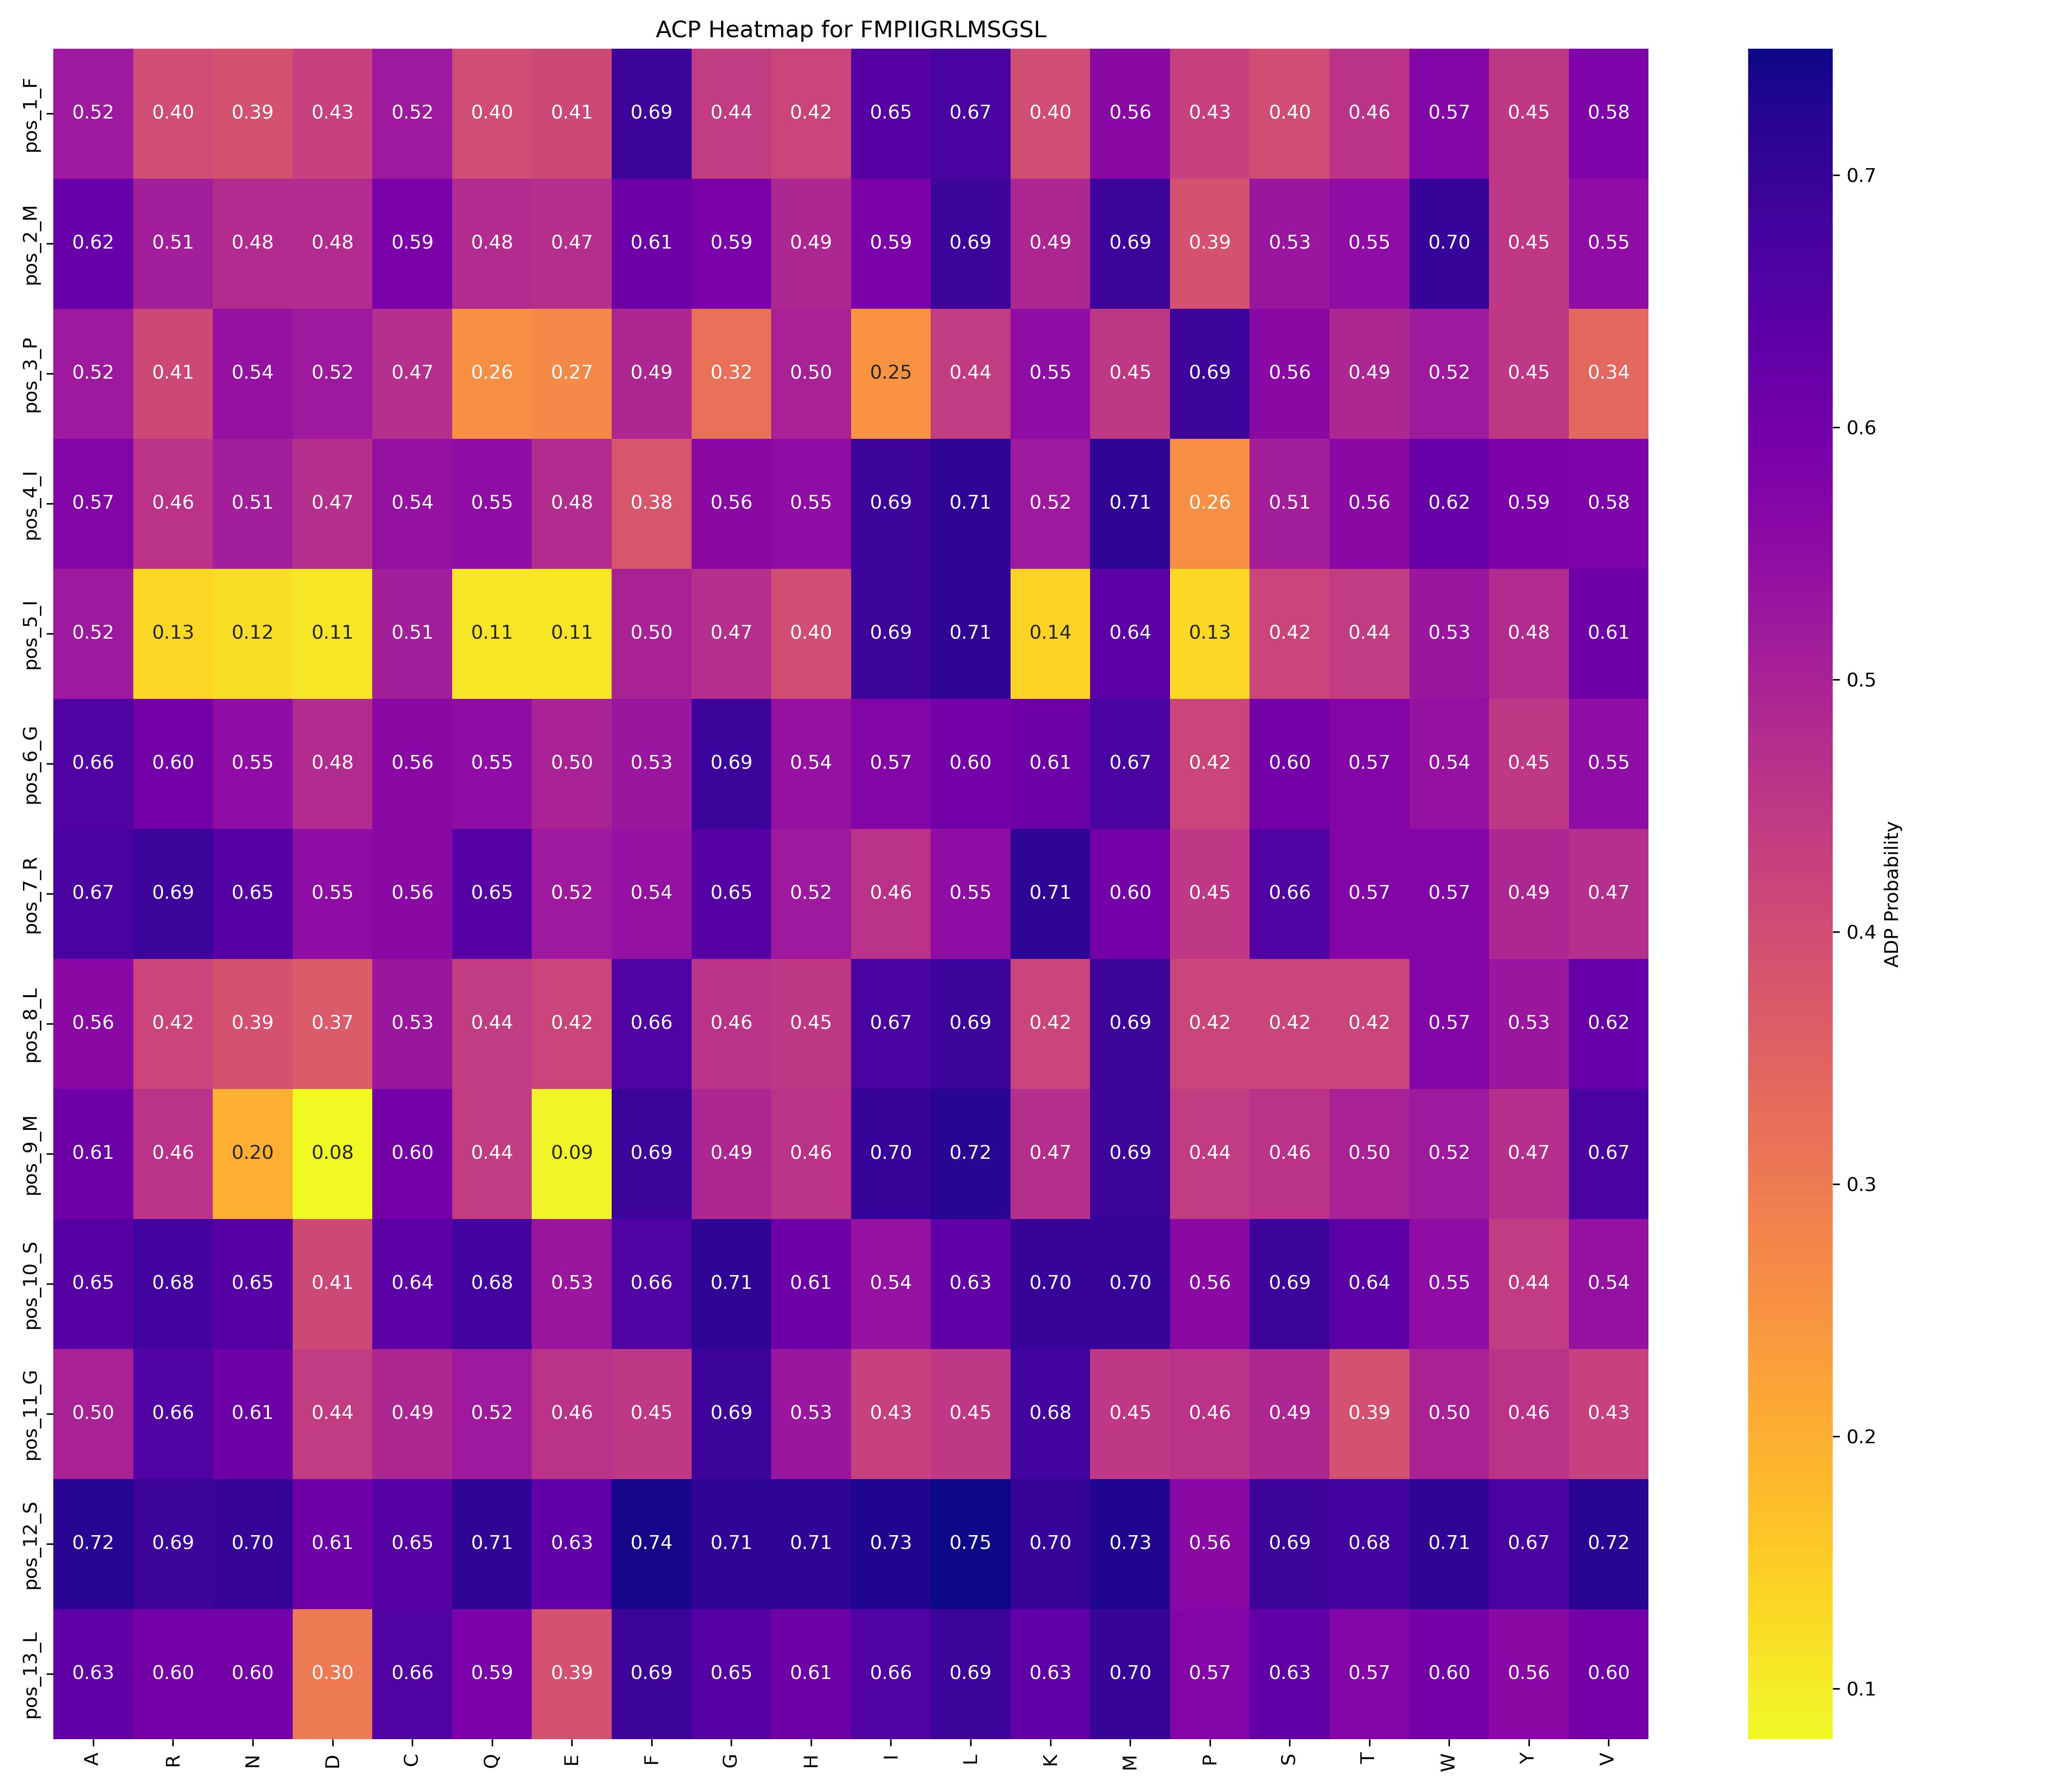 ACP Heatmap for FMPIIGRLMSGSL
pos_1_F 0.52 0.40 0.39 0.43 0.52 0.40 0.41 0.69 0.44 0.42 0.65 0.67 0.40 0.56 0.43 0.40 0.46 0.57 0.45 0.58
pos_2_M 0.62 0.51 0.48 0.48 0.59 0.48 0.47 0.61 0.59 0.49 0.59 0.69 0.49 0.69 0.39 0.53 0.55 0.70 0.45 0.55
pos_3_P 0.52 0.41 0.54 0.52 0.47 0.26 0.27 0.49 0.32 0.50 0.25 0.44 0.55 0.45 0.69 0.56 0.49 0.52 0.45 0.34
pos_4_I 0.57 0.46 0.51 0.47 0.54 0.55 0.48 0.38 0.56 0.55 0.69 0.71 0.52 0.71 0.26 0.51 0.56 0.62 0.59 0.58
pos_5_I 0.52 0.13 0.12 0.11 0.51 0.11 0.11 0.50 0.47 0.40 0.69 0.71 0.14 0.64 0.13 0.42 0.44 0.53 0.48 0.61
pos_6_G 0.66 0.60 0.55 0.48 0.56 0.55 0.50 0.53 0.69 0.54 0.57 0.60 0.61 0.67 0.42 0.60 0.57 0.54 0.45 0.55
pos_7_R 0.67 0.69 0.65 0.55 0.56 0.65 0.52 0.54 0.65 0.52 0.46 0.55 0.71 0.60 0.45 0.66 0.57 0.57 0.49 0.47
pos_8_L 0.56 0.42 0.39 0.37 0.53 0.44 0.42 0.66 0.46 0.45 0.67 0.69 0.42 0.69 0.42 0.42 0.42 0.57 0.53 0.62
pos_9_M 0.61 0.46 0.20 0.08 0.60 0.44 0.09 0.69 0.49 0.46 0.70 0.72 0.47 0.69 0.44 0.46 0.50 0.52 0.47 0.67
pos_10_S 0.65 0.68 0.65 0.41 0.64 0.68 0.53 0.66 0.71 0.61 0.54 0.63 0.70 0.70 0.56 0.69 0.64 0.55 0.44 0.54
pos_11_G 0.50 0.66 0.61 0.44 0.49 0.52 0.46 0.45 0.69 0.53 0.43 0.45 0.68 0.45 0.46 0.49 0.39 0.50 0.46 0.43
pos_12_S 0.72 0.69 0.70 0.61 0.65 0.71 0.63 0.74 0.71 0.71 0.73 0.75 0.70 0.73 0.56 0.69 0.68 0.71 0.67 0.72
pos_13_L 0.63 0.60 0.60 0.30 0.66 0.59 0.39 0.69 0.65 0.61 0.66 0.69 0.63 0.70 0.57 0.63 0.57 0.60 0.56 0.60
A R N D C Q E F G H I L K M P S T W Y V
0.7
0.6
0.5
0.4
0.3
0.2
0.1
ADP Probability